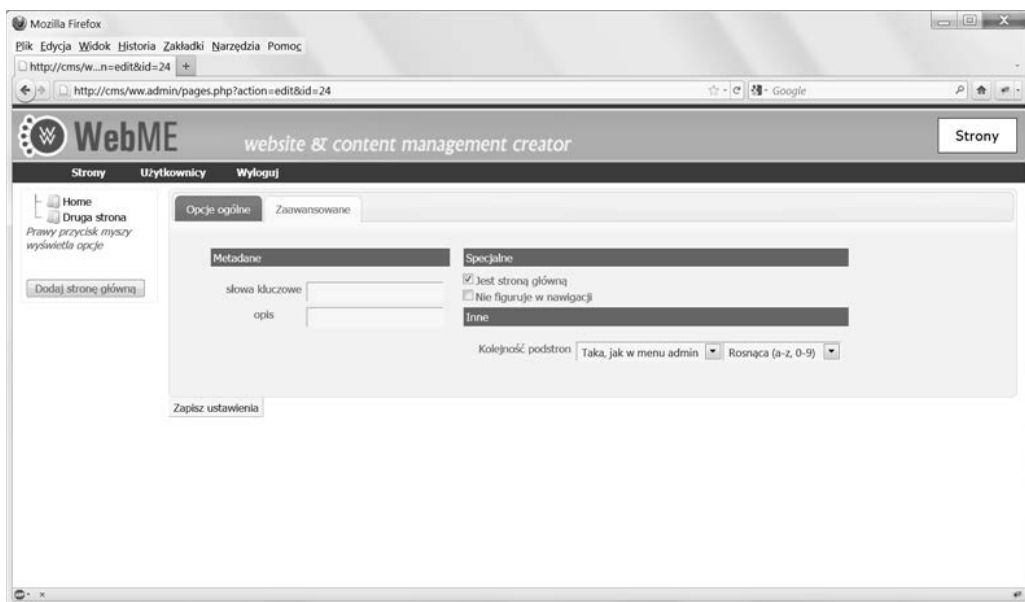 Mozilla Firefox
Plik Edycja Widok Historia Zakładki Narzędzia Pomoc
http://cms/w...n=edit&id=24 +
http://cms/ww.admin/pages.php?action=edit&id=24
Google
WebME website & content management creator
Strony
Strony Użytkownicy Wyloguj
Home
Druga strona
Prawy przycisk myszy
wyświetla opcje
Dodaj stronę główną
Opcje ogólne Zaawansowane
Metadane
słowa kluczowe
opis
Specjalne
Jest stroną główną
Nie figuruje w nawigacji
Inne
Kolejność podstron Taka, jak w menu admin Rosnąca (a-z, 0-9)
Zapisz ustawienia